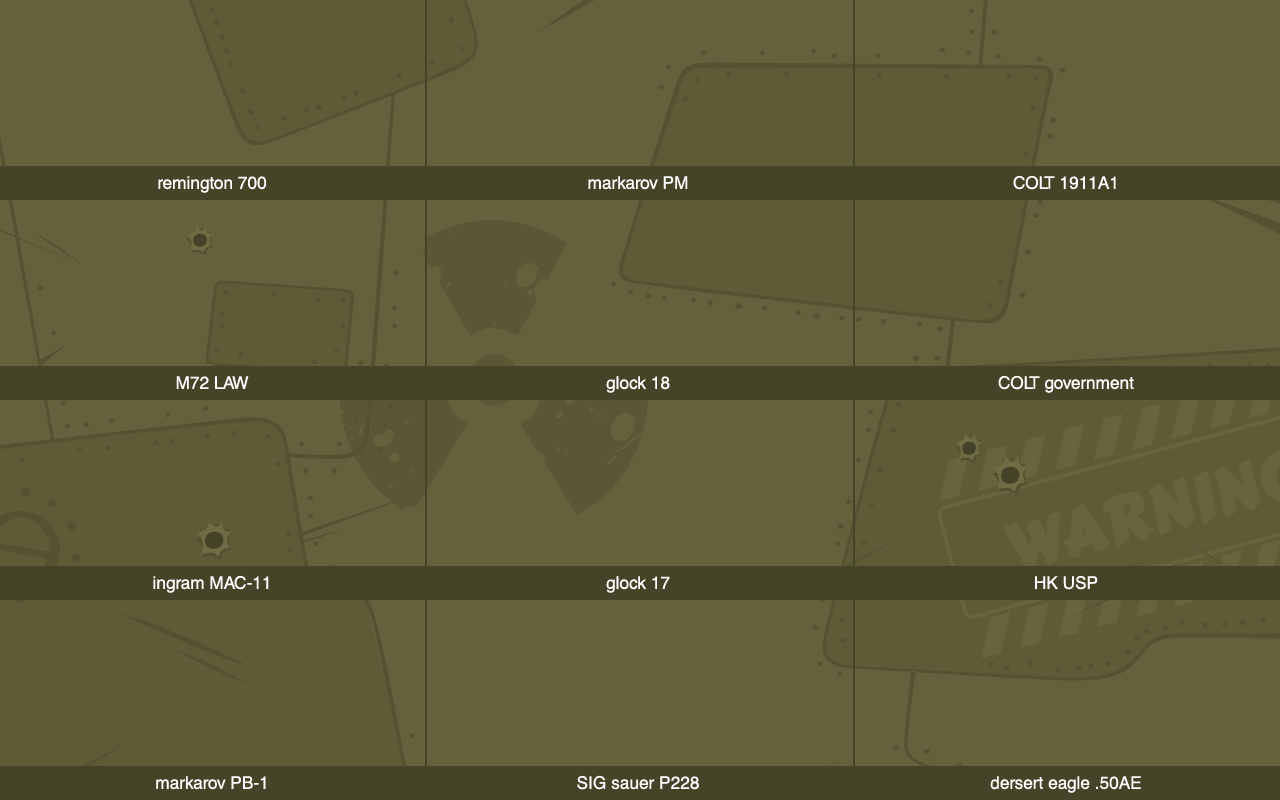 remington 700
markarov PM
COLT 1911A1
M72 LAW
glock 18
COLT government
WARNING
ingram MAC-11
glock 17
HK USP
markarov PB-1
SIG sauer P228
dersert eagle .50AE